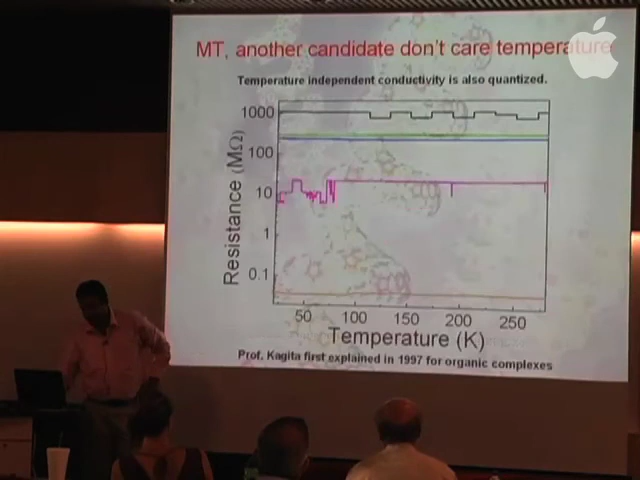 MT, another candidate don't care temperature
Temperature independent conductivity is also quantized.
1000
100
10
1
0.1
Resistance (MΩ)
50 100 150 200 250
Temperature (K)
Prof. Kagita first explained in 1997 for organic complexes